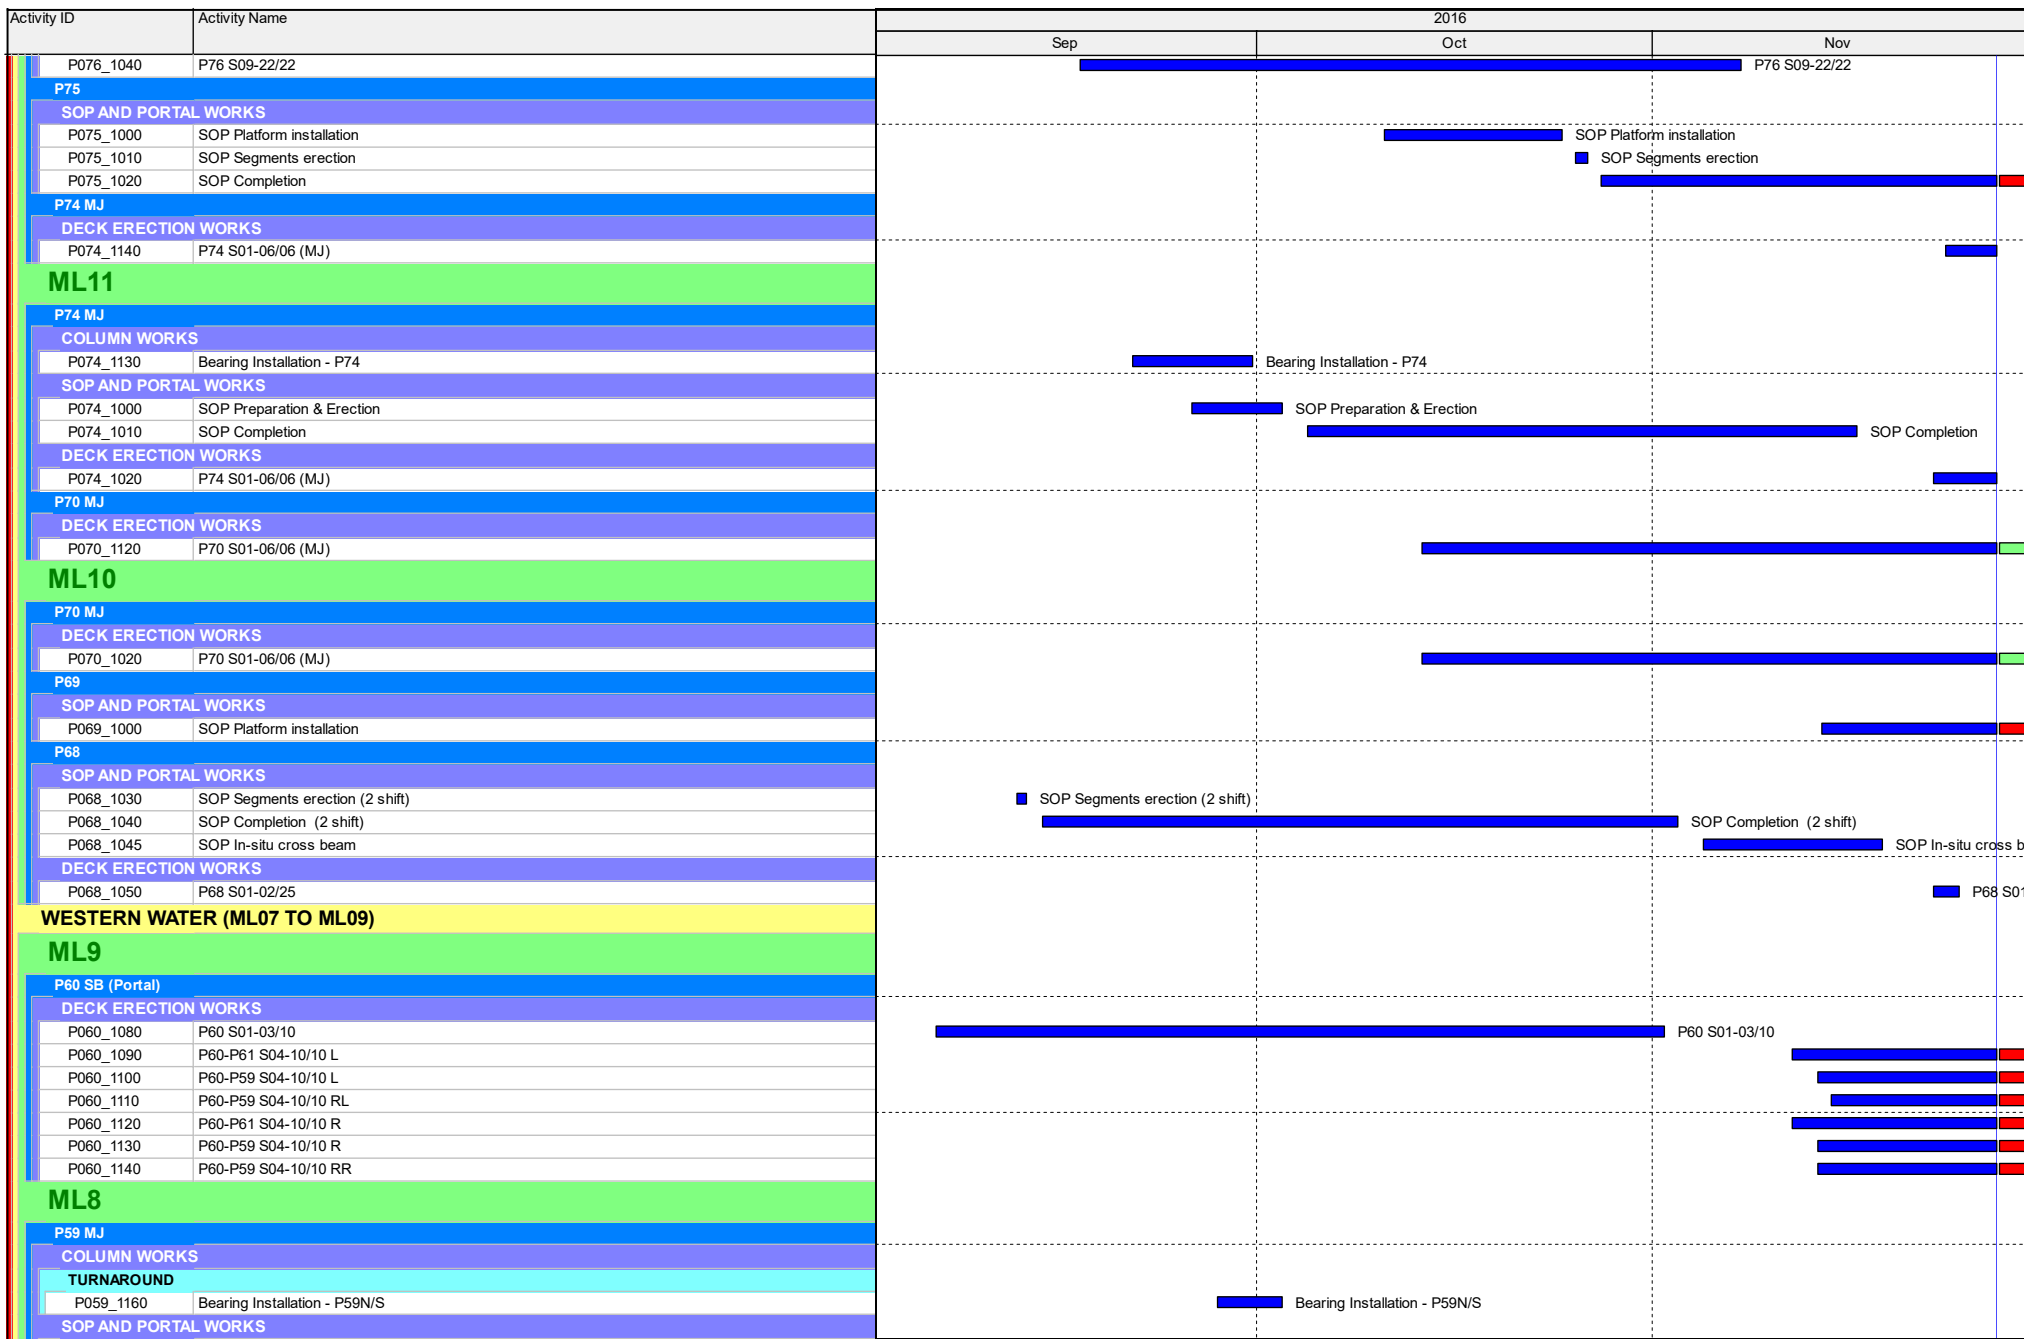 Activity ID Activity Name 2016
Sep Oct Nov
P076_1040 P76 S09-22/22 P76 S09-22/22
P75
SOP AND PORTAL WORKS
P075_1000 SOP Platform installation SOP Platform installation
P075_1010 SOP Segments erection SOP Segments erection
P075_1020 SOP Completion
P74 MJ
DECK ERECTION WORKS
P074_1140 P74 S01-06/06 (MJ)
ML11
P74 MJ
COLUMN WORKS
P074_1130 Bearing Installation - P74 Bearing Installation - P74
SOP AND PORTAL WORKS
P074_1000 SOP Preparation & Erection SOP Preparation & Erection
P074_1010 SOP Completion SOP Completion
DECK ERECTION WORKS
P074_1020 P74 S01-06/06 (MJ)
P70 MJ
DECK ERECTION WORKS
P070_1120 P70 S01-06/06 (MJ)
ML10
P70 MJ
DECK ERECTION WORKS
P070_1020 P70 S01-06/06 (MJ)
P69
SOP AND PORTAL WORKS
P069_1000 SOP Platform installation
P68
SOP AND PORTAL WORKS
P068_1030 SOP Segments erection (2 shift) SOP Segments erection (2 shift)
P068_1040 SOP Completion (2 shift) SOP Completion (2 shift)
P068_1045 SOP In-situ cross beam SOP In-situ cross b
DECK ERECTION WORKS
P068_1050 P68 S01-02/25 P68 S01
WESTERN WATER (ML07 TO ML09)
ML9
P60 SB (Portal)
DECK ERECTION WORKS
P060_1080 P60 S01-03/10 P60 S01-03/10
P060_1090 P60-P61 S04-10/10 L
P060_1100 P60-P59 S04-10/10 L
P060_1110 P60-P59 S04-10/10 RL
P060_1120 P60-P61 S04-10/10 R
P060_1130 P60-P59 S04-10/10 R
P060_1140 P60-P59 S04-10/10 RR
ML8
P59 MJ
COLUMN WORKS
TURNAROUND
P059_1160 Bearing Installation - P59N/S Bearing Installation - P59N/S
SOP AND PORTAL WORKS